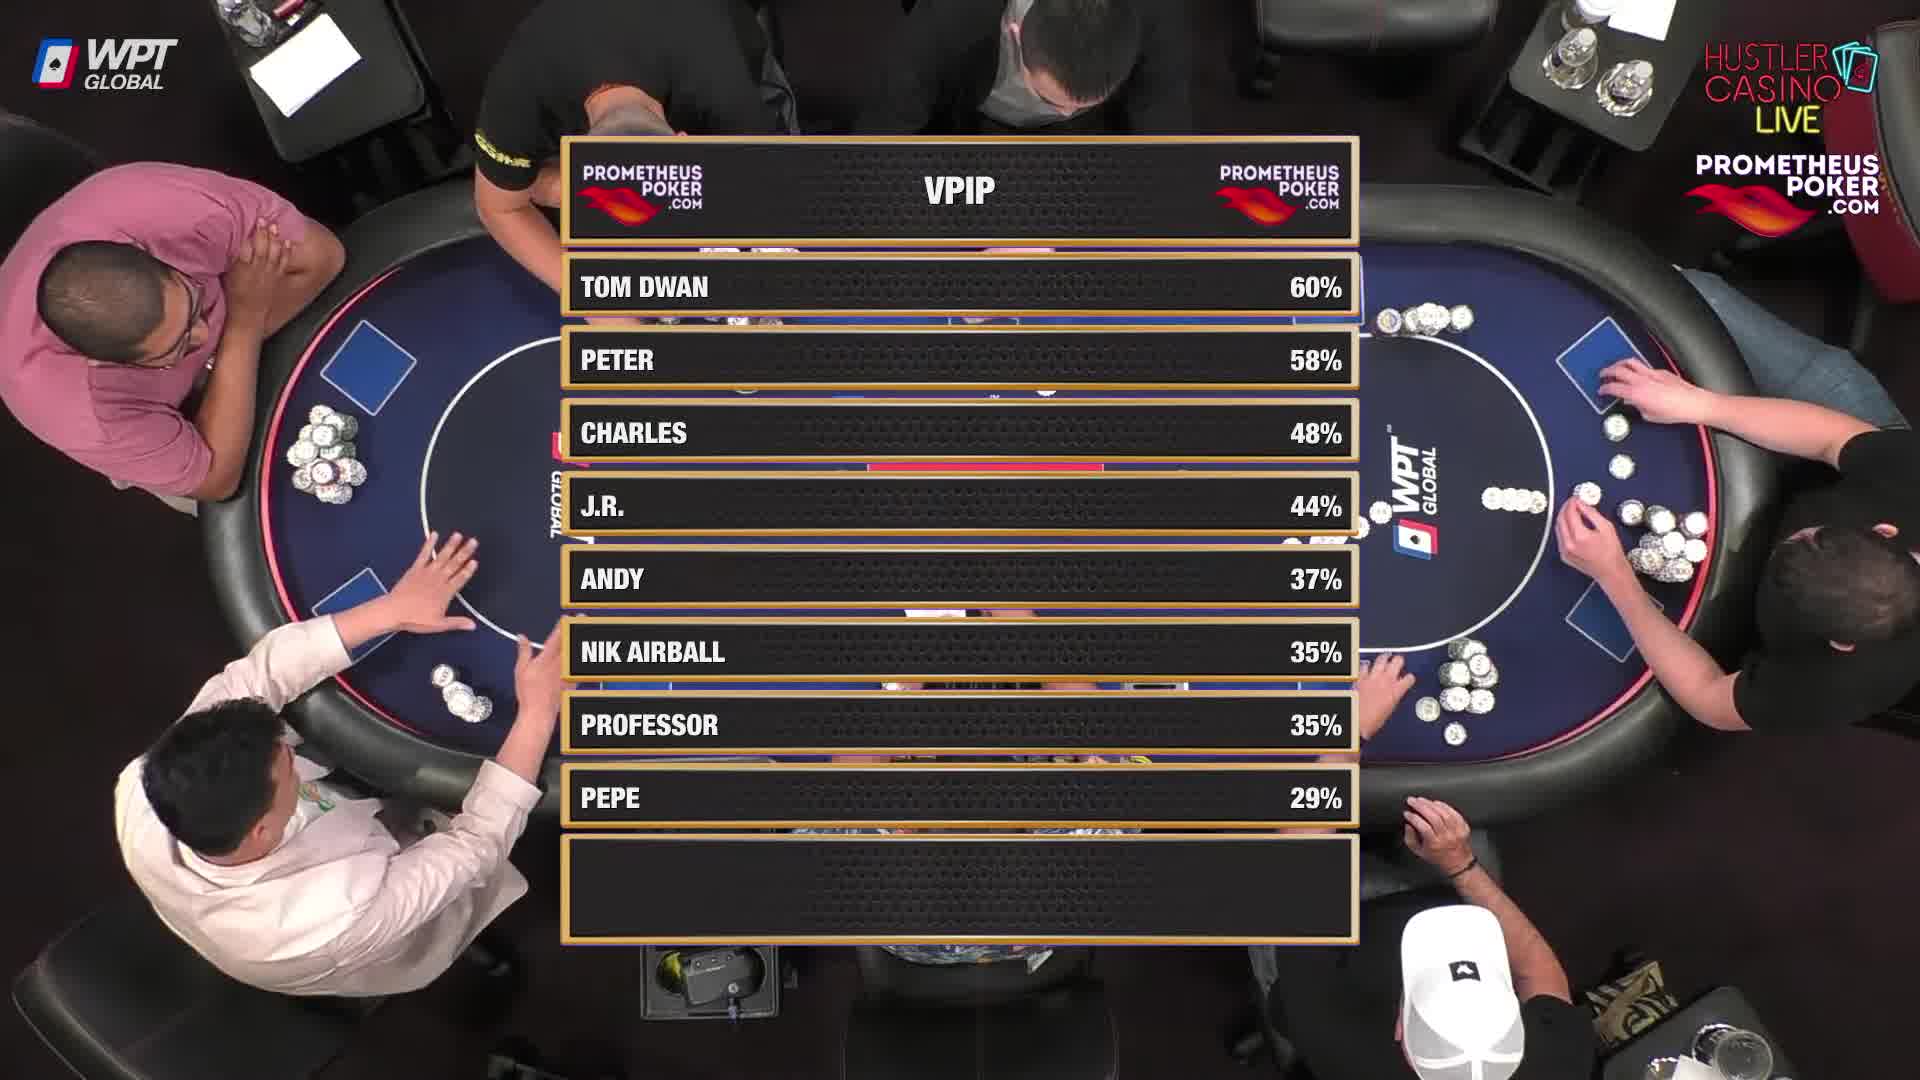 WPT
GLOBAL
HUSTLER
CASINO
LIVE
PROMETHEUS
POKER
.COM
PROMETHEUS
POKER
.COM
VPIP
PROMETHEUS
POKER
.COM
TOM DWAN 60%
PETER 58%
CHARLES 48%
J.R. 44%
ANDY 37%
NIK AIRBALL 35%
PROFESSOR 35%
PEPE 29%
WPT
GLOBAL